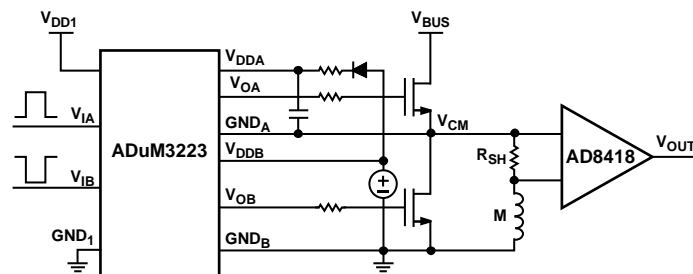 VDD1
VBUS
VDDA
VOA
VIA
GNDA
VCM
ADuM3223
VDDB
RSH
AD8418
VOUT
VIB
VOB
M
GND1
GNDB
+
−